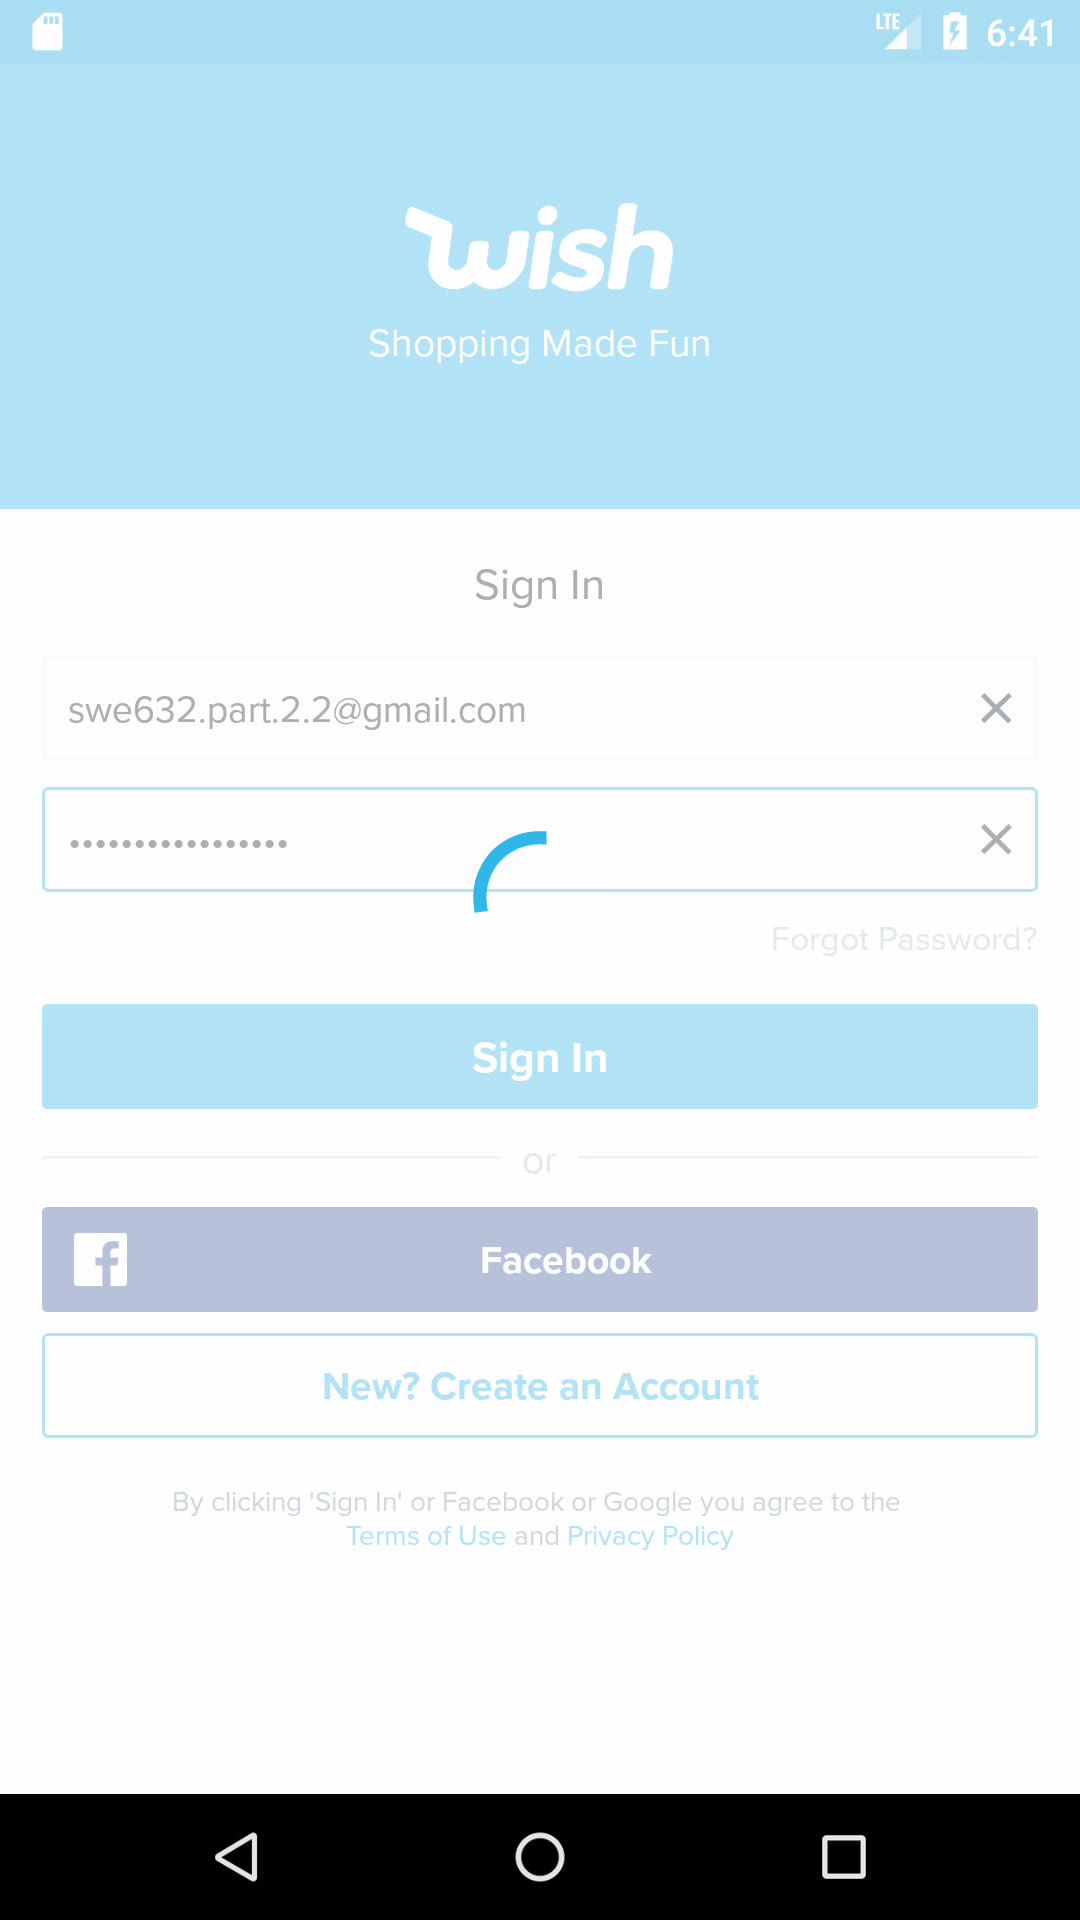 LTE 6:41
wish
Shopping Made Fun
Sign In
swe632.part.2.2@gmail.com
•••••••••••••••••
Forgot Password?
Sign In
or
Facebook
New? Create an Account
By clicking 'Sign In' or Facebook or Google you agree to the
Terms of Use and Privacy Policy